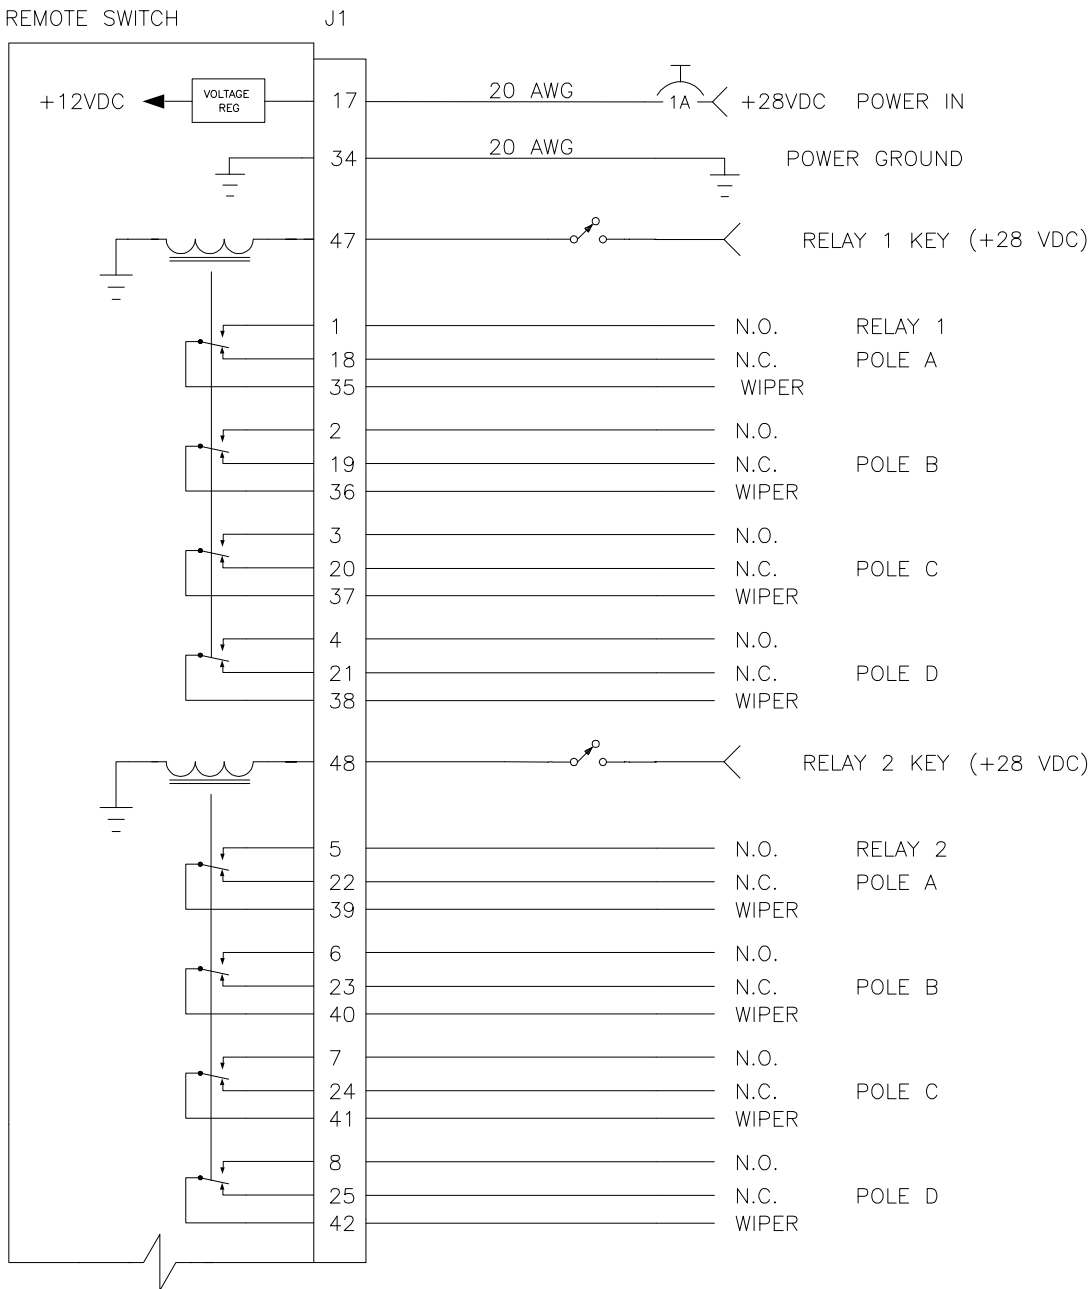 REMOTE SWITCH J1
+12VDC VOLTAGE REG 17 20 AWG 1A +28VDC POWER IN
34 20 AWG POWER GROUND
47 RELAY 1 KEY (+28 VDC)
1 N.O. RELAY 1
18 N.C. POLE A
35 WIPER
2 N.O.
19 N.C. POLE B
36 WIPER
3 N.O.
20 N.C. POLE C
37 WIPER
4 N.O.
21 N.C. POLE D
38 WIPER
48 RELAY 2 KEY (+28 VDC)
5 N.O. RELAY 2
22 N.C. POLE A
39 WIPER
6 N.O.
23 N.C. POLE B
40 WIPER
7 N.O.
24 N.C. POLE C
41 WIPER
8 N.O.
25 N.C. POLE D
42 WIPER